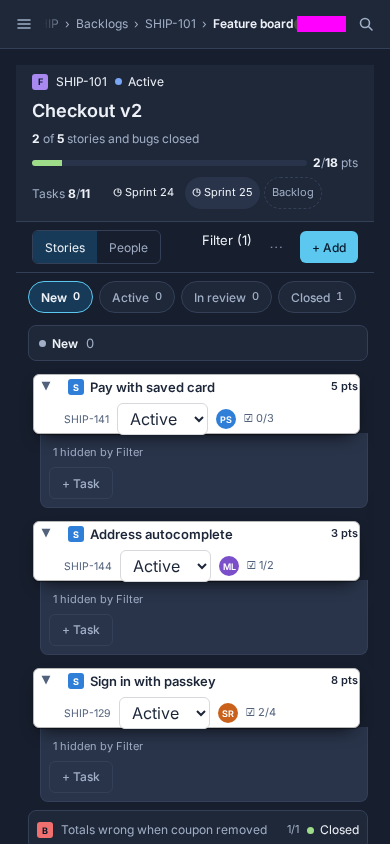 › Backlogs › SHIP-101 › Feature board
F SHIP-101 Active
Checkout v2
2 of 5 stories and bugs closed
2/18 pts
Tasks 8/11 Sprint 24 Sprint 25 Backlog
Stories People Filter (1) ... + Add
New 0 Active 0 In review 0 Closed 1
New 0
▼ S Pay with saved card 5 pts
SHIP-141 Active PS ☑ 0/3
1 hidden by Filter
+ Task
▼ S Address autocomplete 3 pts
SHIP-144 Active ML ☑ 1/2
1 hidden by Filter
+ Task
▼ S Sign in with passkey 8 pts
SHIP-129 Active SR ☑ 2/4
1 hidden by Filter
+ Task
B Totals wrong when coupon removed 1/1 Closed